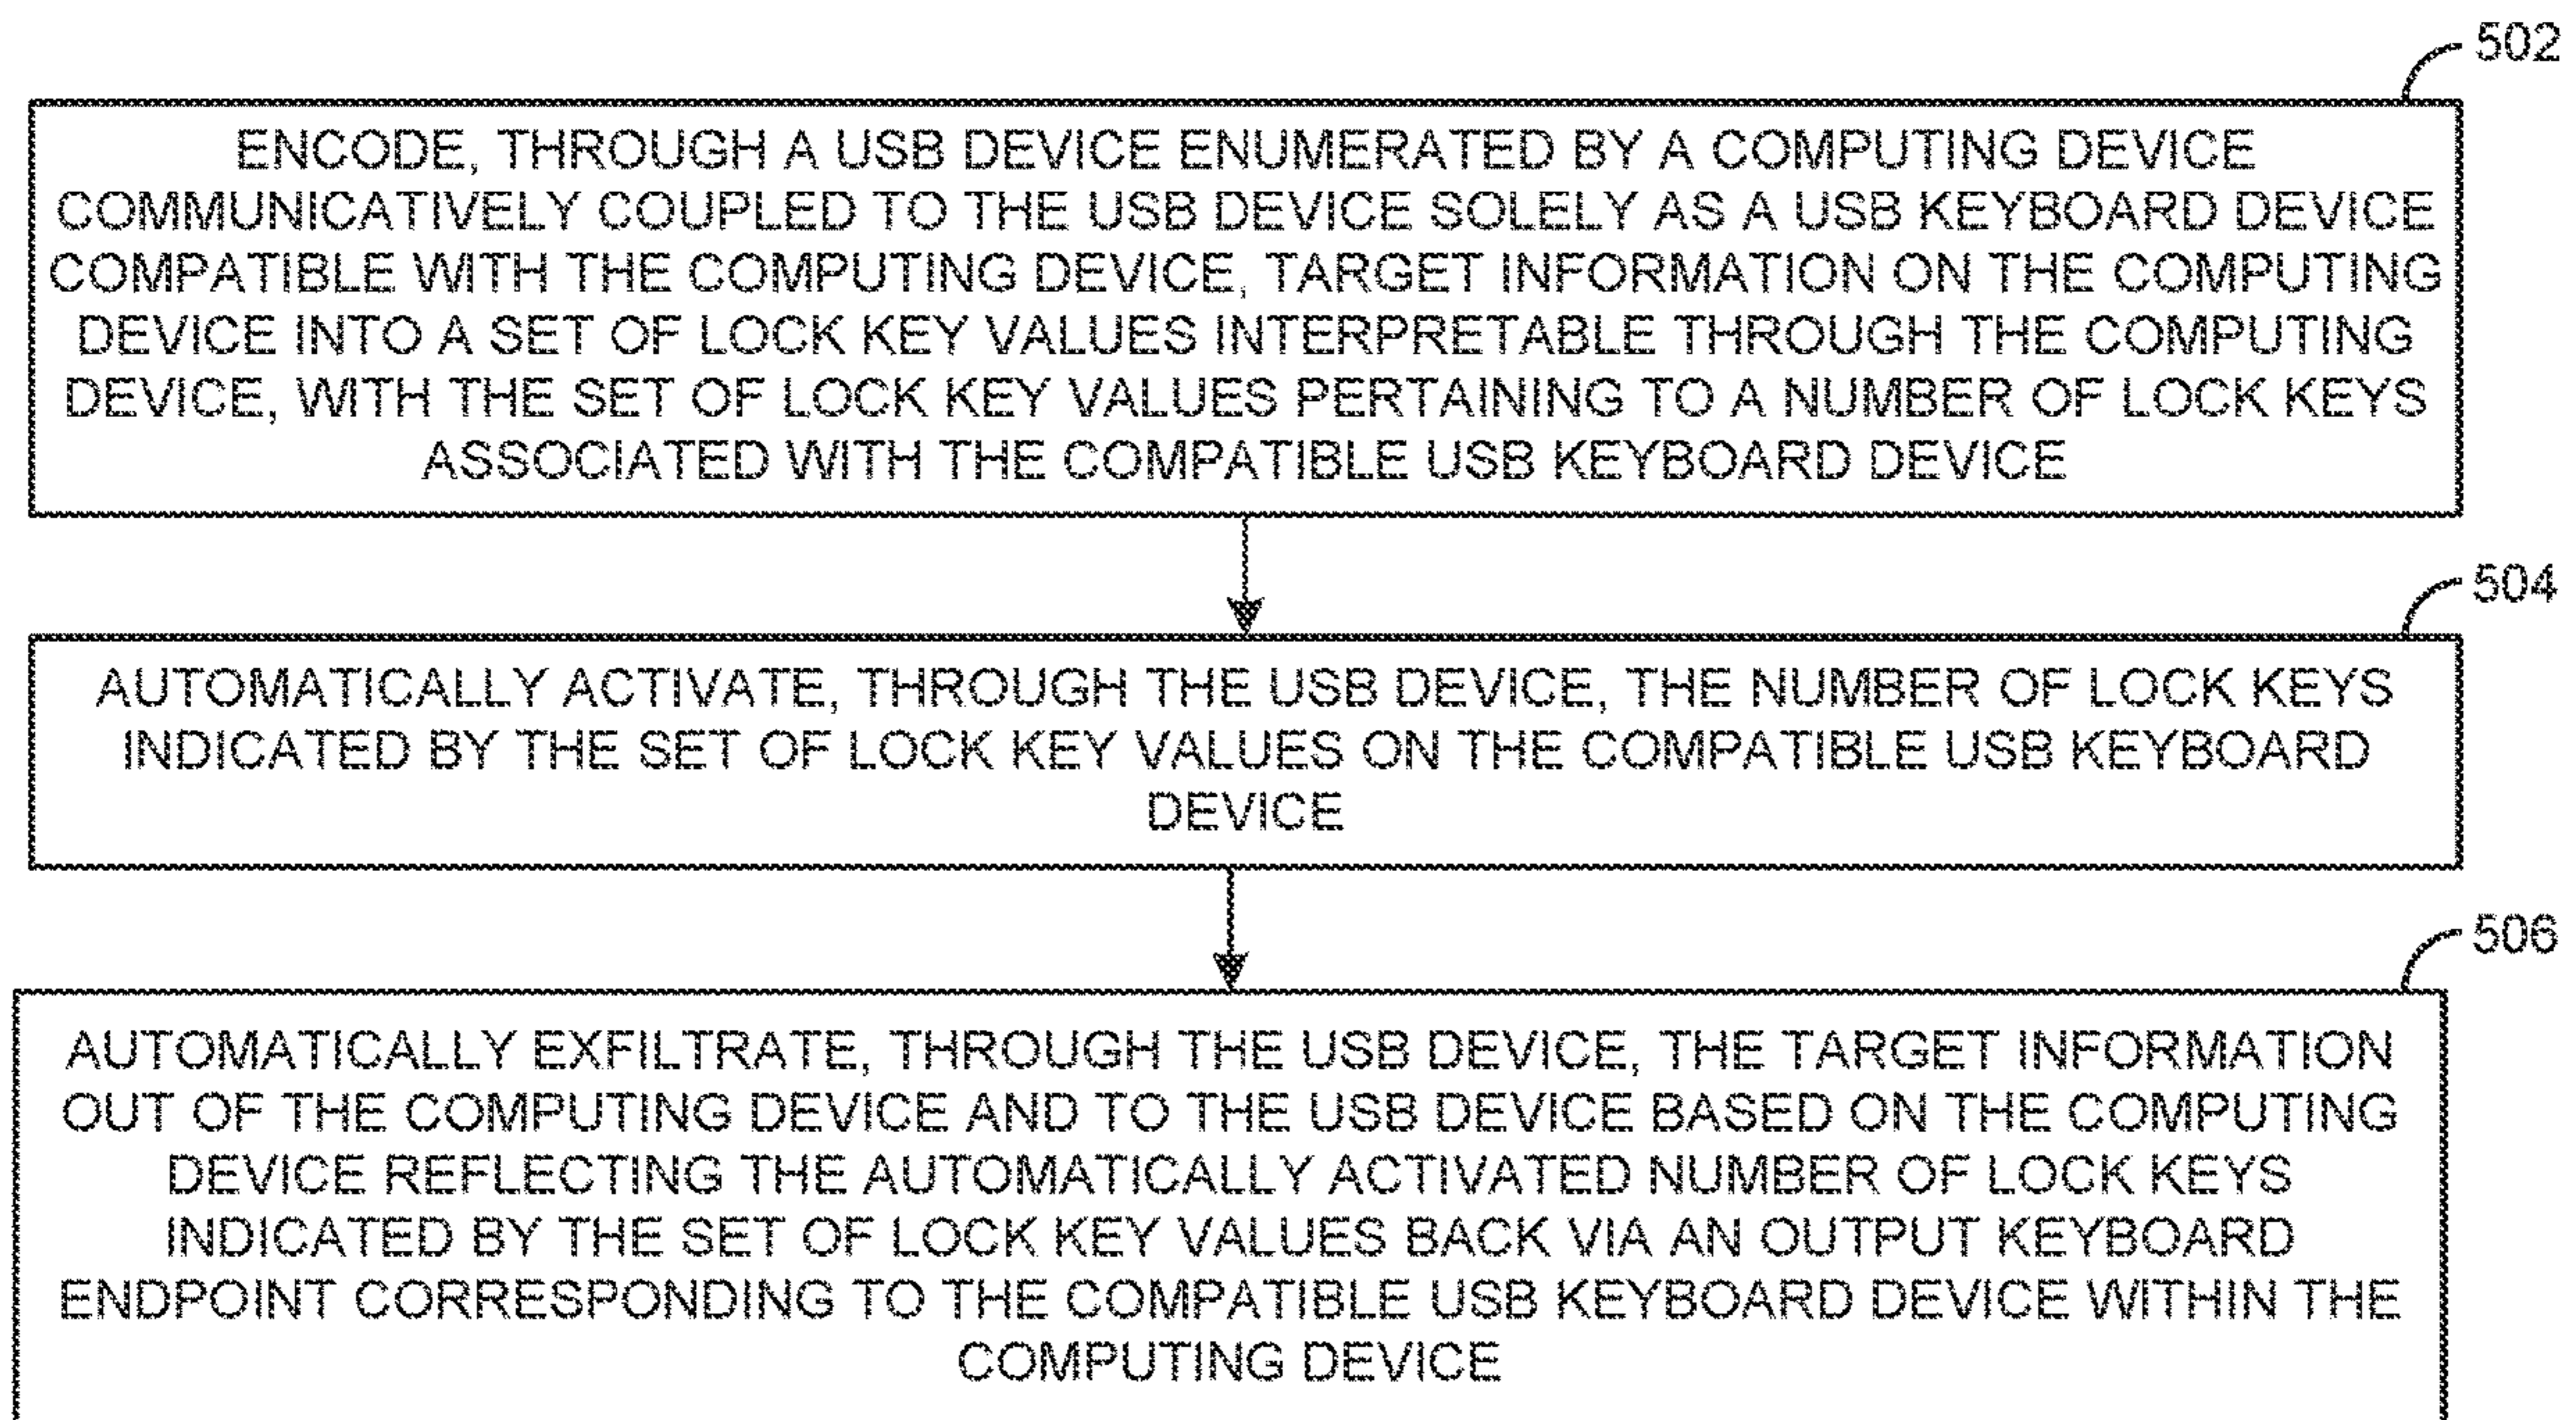 502
ENCODE, THROUGH A USB DEVICE ENUMERATED BY A COMPUTING DEVICE
COMMUNICATIVELY COUPLED TO THE USB DEVICE SOLELY AS A USB KEYBOARD DEVICE
COMPATIBLE WITH THE COMPUTING DEVICE, TARGET INFORMATION ON THE COMPUTING
DEVICE INTO A SET OF LOCK KEY VALUES INTERPRETABLE THROUGH THE COMPUTING
DEVICE, WITH THE SET OF LOCK KEY VALUES PERTAINING TO A NUMBER OF LOCK KEYS
ASSOCIATED WITH THE COMPATIBLE USB KEYBOARD DEVICE
504
AUTOMATICALLY ACTIVATE, THROUGH THE USB DEVICE, THE NUMBER OF LOCK KEYS
INDICATED BY THE SET OF LOCK KEY VALUES ON THE COMPATIBLE USB KEYBOARD
DEVICE
506
AUTOMATICALLY EXFILTRATE, THROUGH THE USB DEVICE, THE TARGET INFORMATION
OUT OF THE COMPUTING DEVICE AND TO THE USB DEVICE BASED ON THE COMPUTING
DEVICE REFLECTING THE AUTOMATICALLY ACTIVATED NUMBER OF LOCK KEYS
INDICATED BY THE SET OF LOCK KEY VALUES BACK VIA AN OUTPUT KEYBOARD
ENDPOINT CORRESPONDING TO THE COMPATIBLE USB KEYBOARD DEVICE WITHIN THE
COMPUTING DEVICE